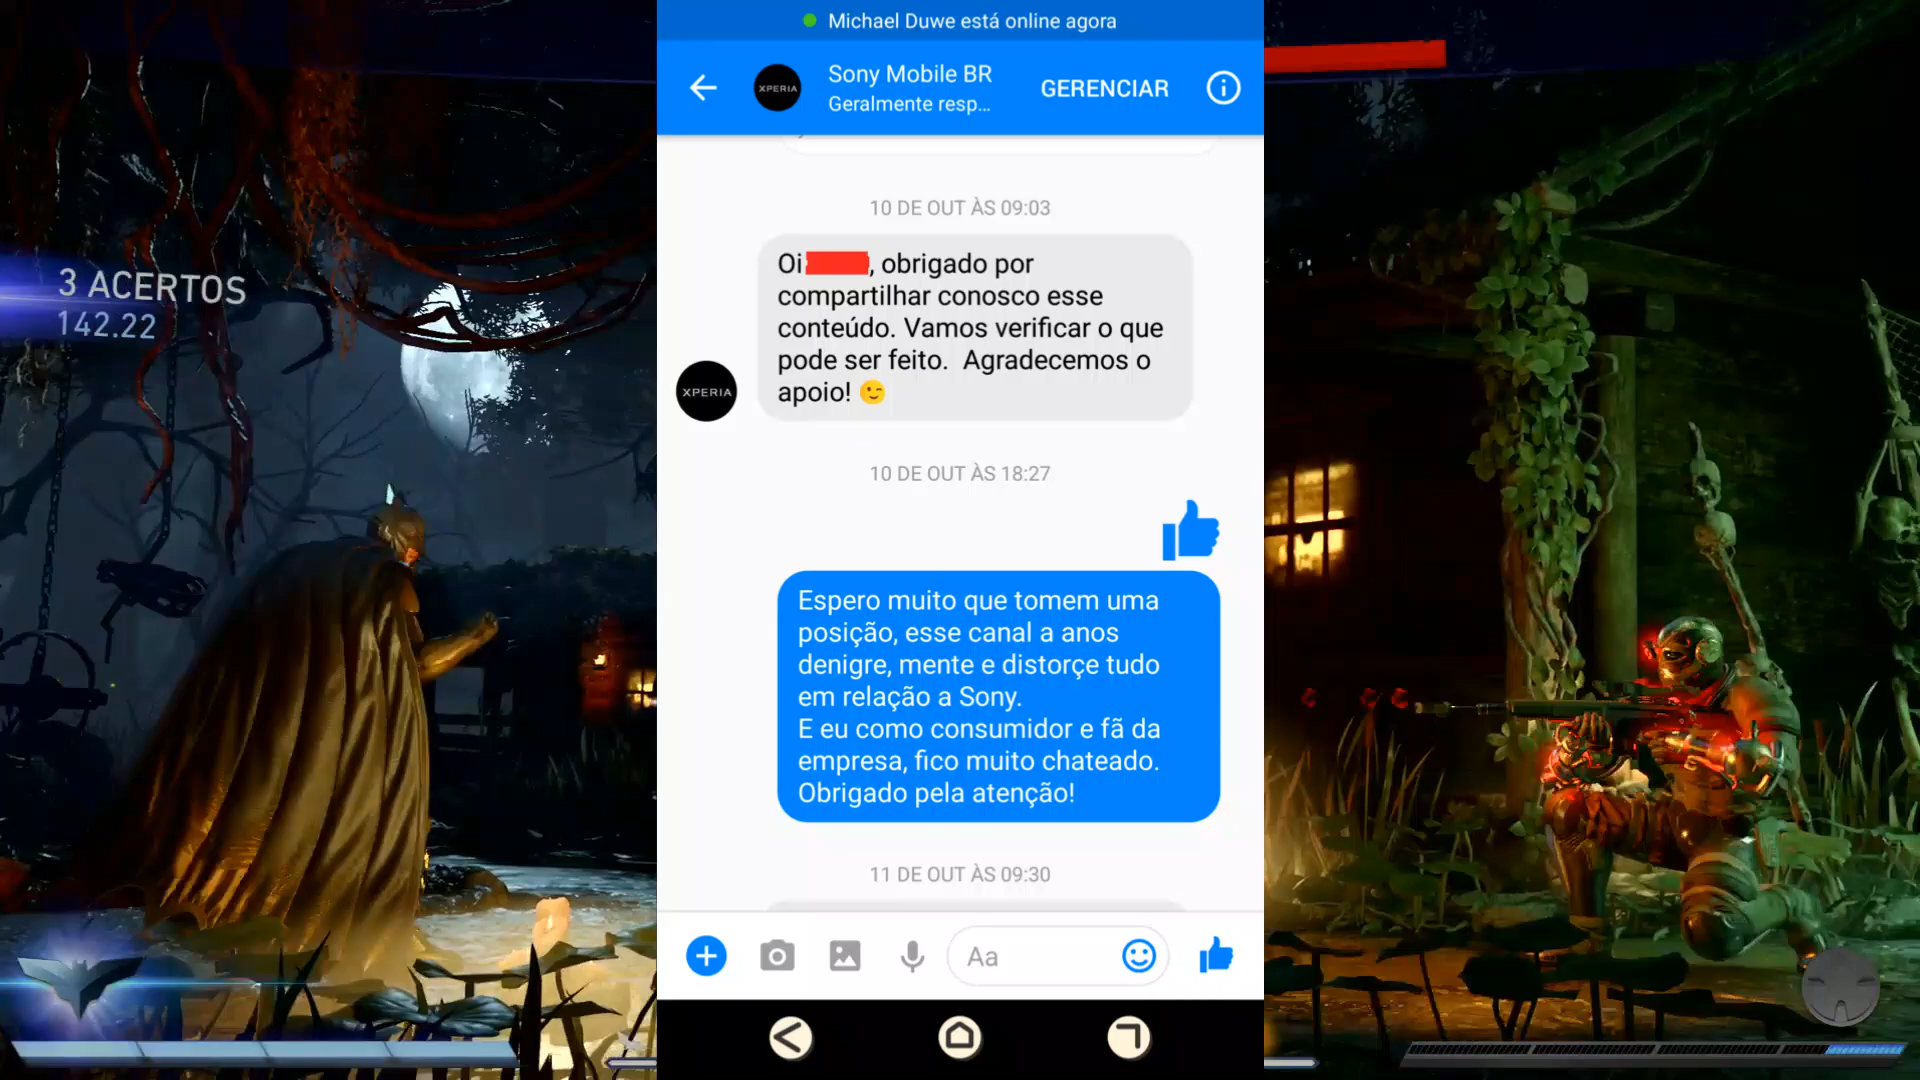 Michael Duwe está online agora
XPERIA
Sony Mobile BR
Geralmente resp...
GERENCIAR
10 DE OUT ÀS 09:03
Oi , obrigado por
compartilhar conosco esse
conteúdo. Vamos verificar o que
pode ser feito.  Agradecemos o
apoio! 😉
XPERIA
3 ACERTOS
142.22
10 DE OUT ÀS 18:27
Espero muito que tomem uma
posição, esse canal a anos
denigre, mente e distorçe tudo
em relação a Sony.
E eu como consumidor e fã da
empresa, fico muito chateado.
Obrigado pela atenção!
11 DE OUT ÀS 09:30
Aa